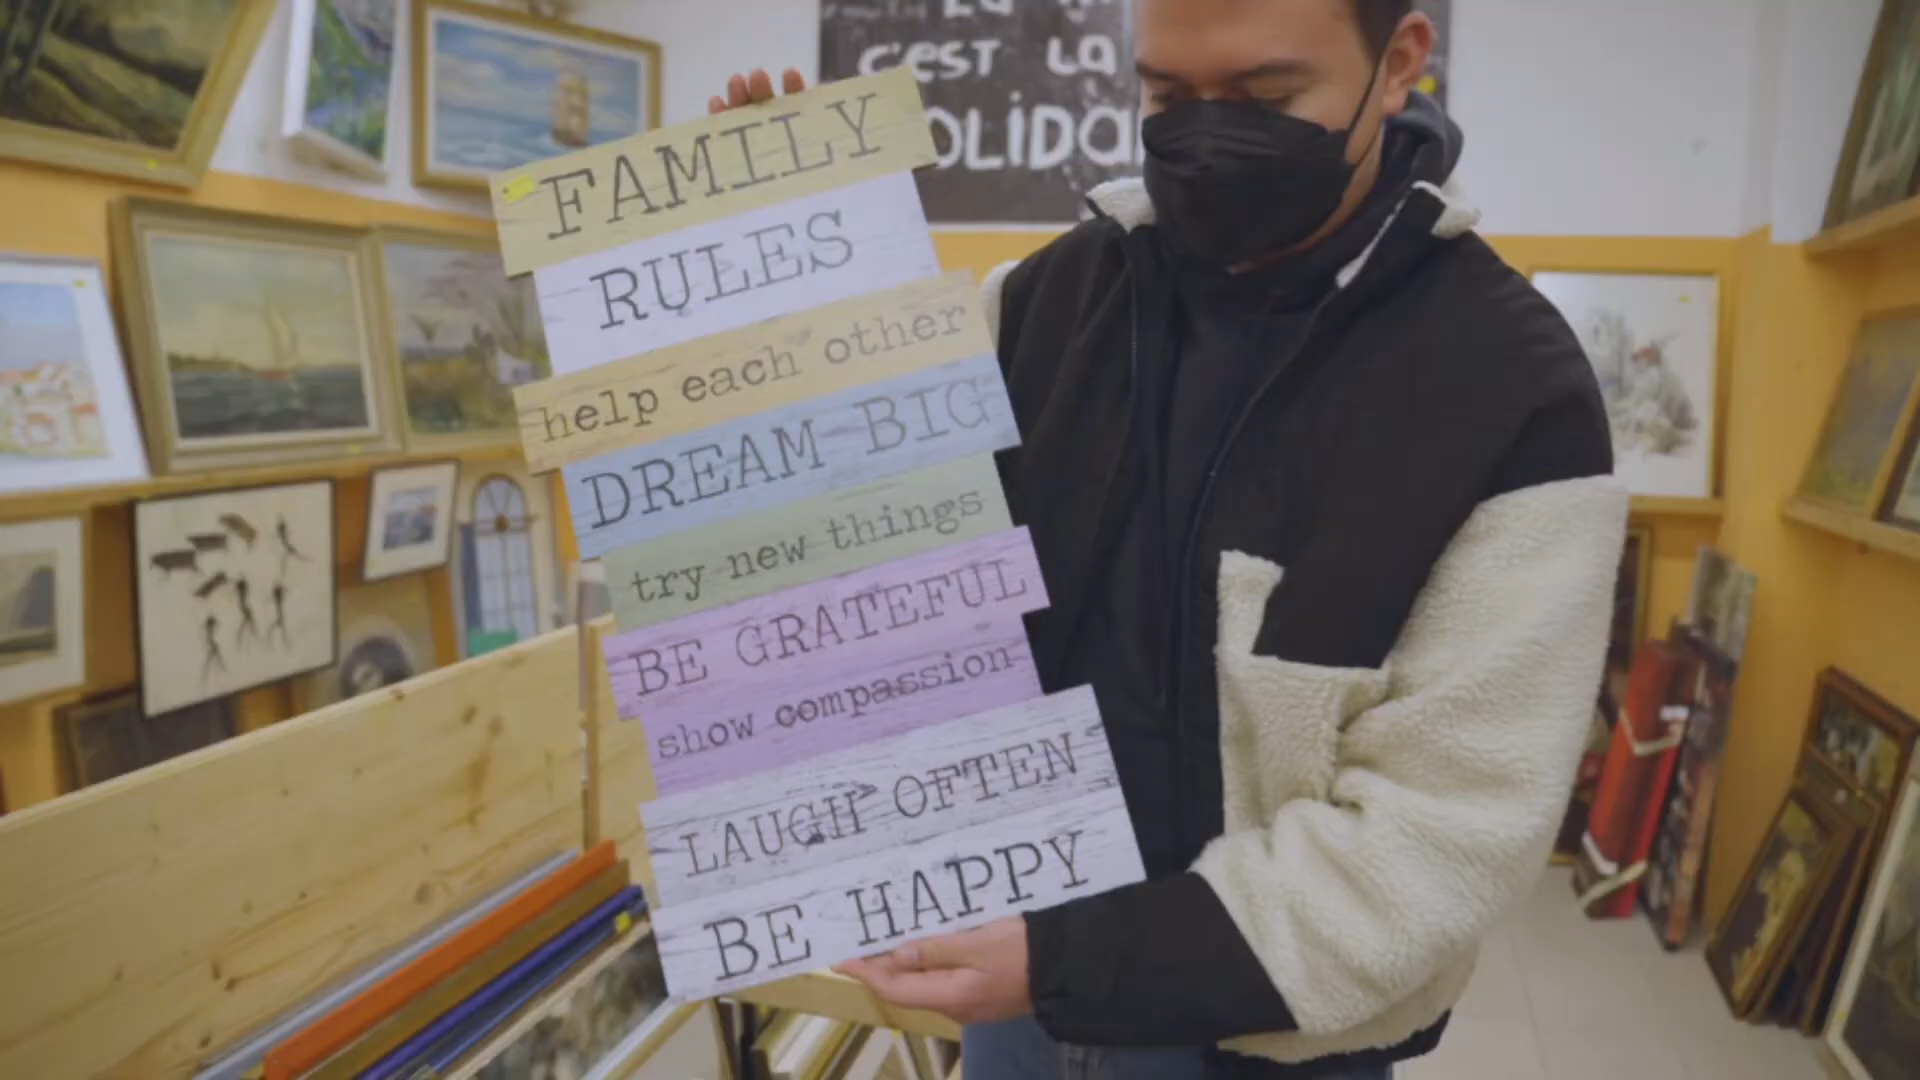 FAMILY
RULES
help each other
DREAM BIG
try new things
BE GRATEFUL
show compassion
LAUGH OFTEN
BE HAPPY
c'EST La